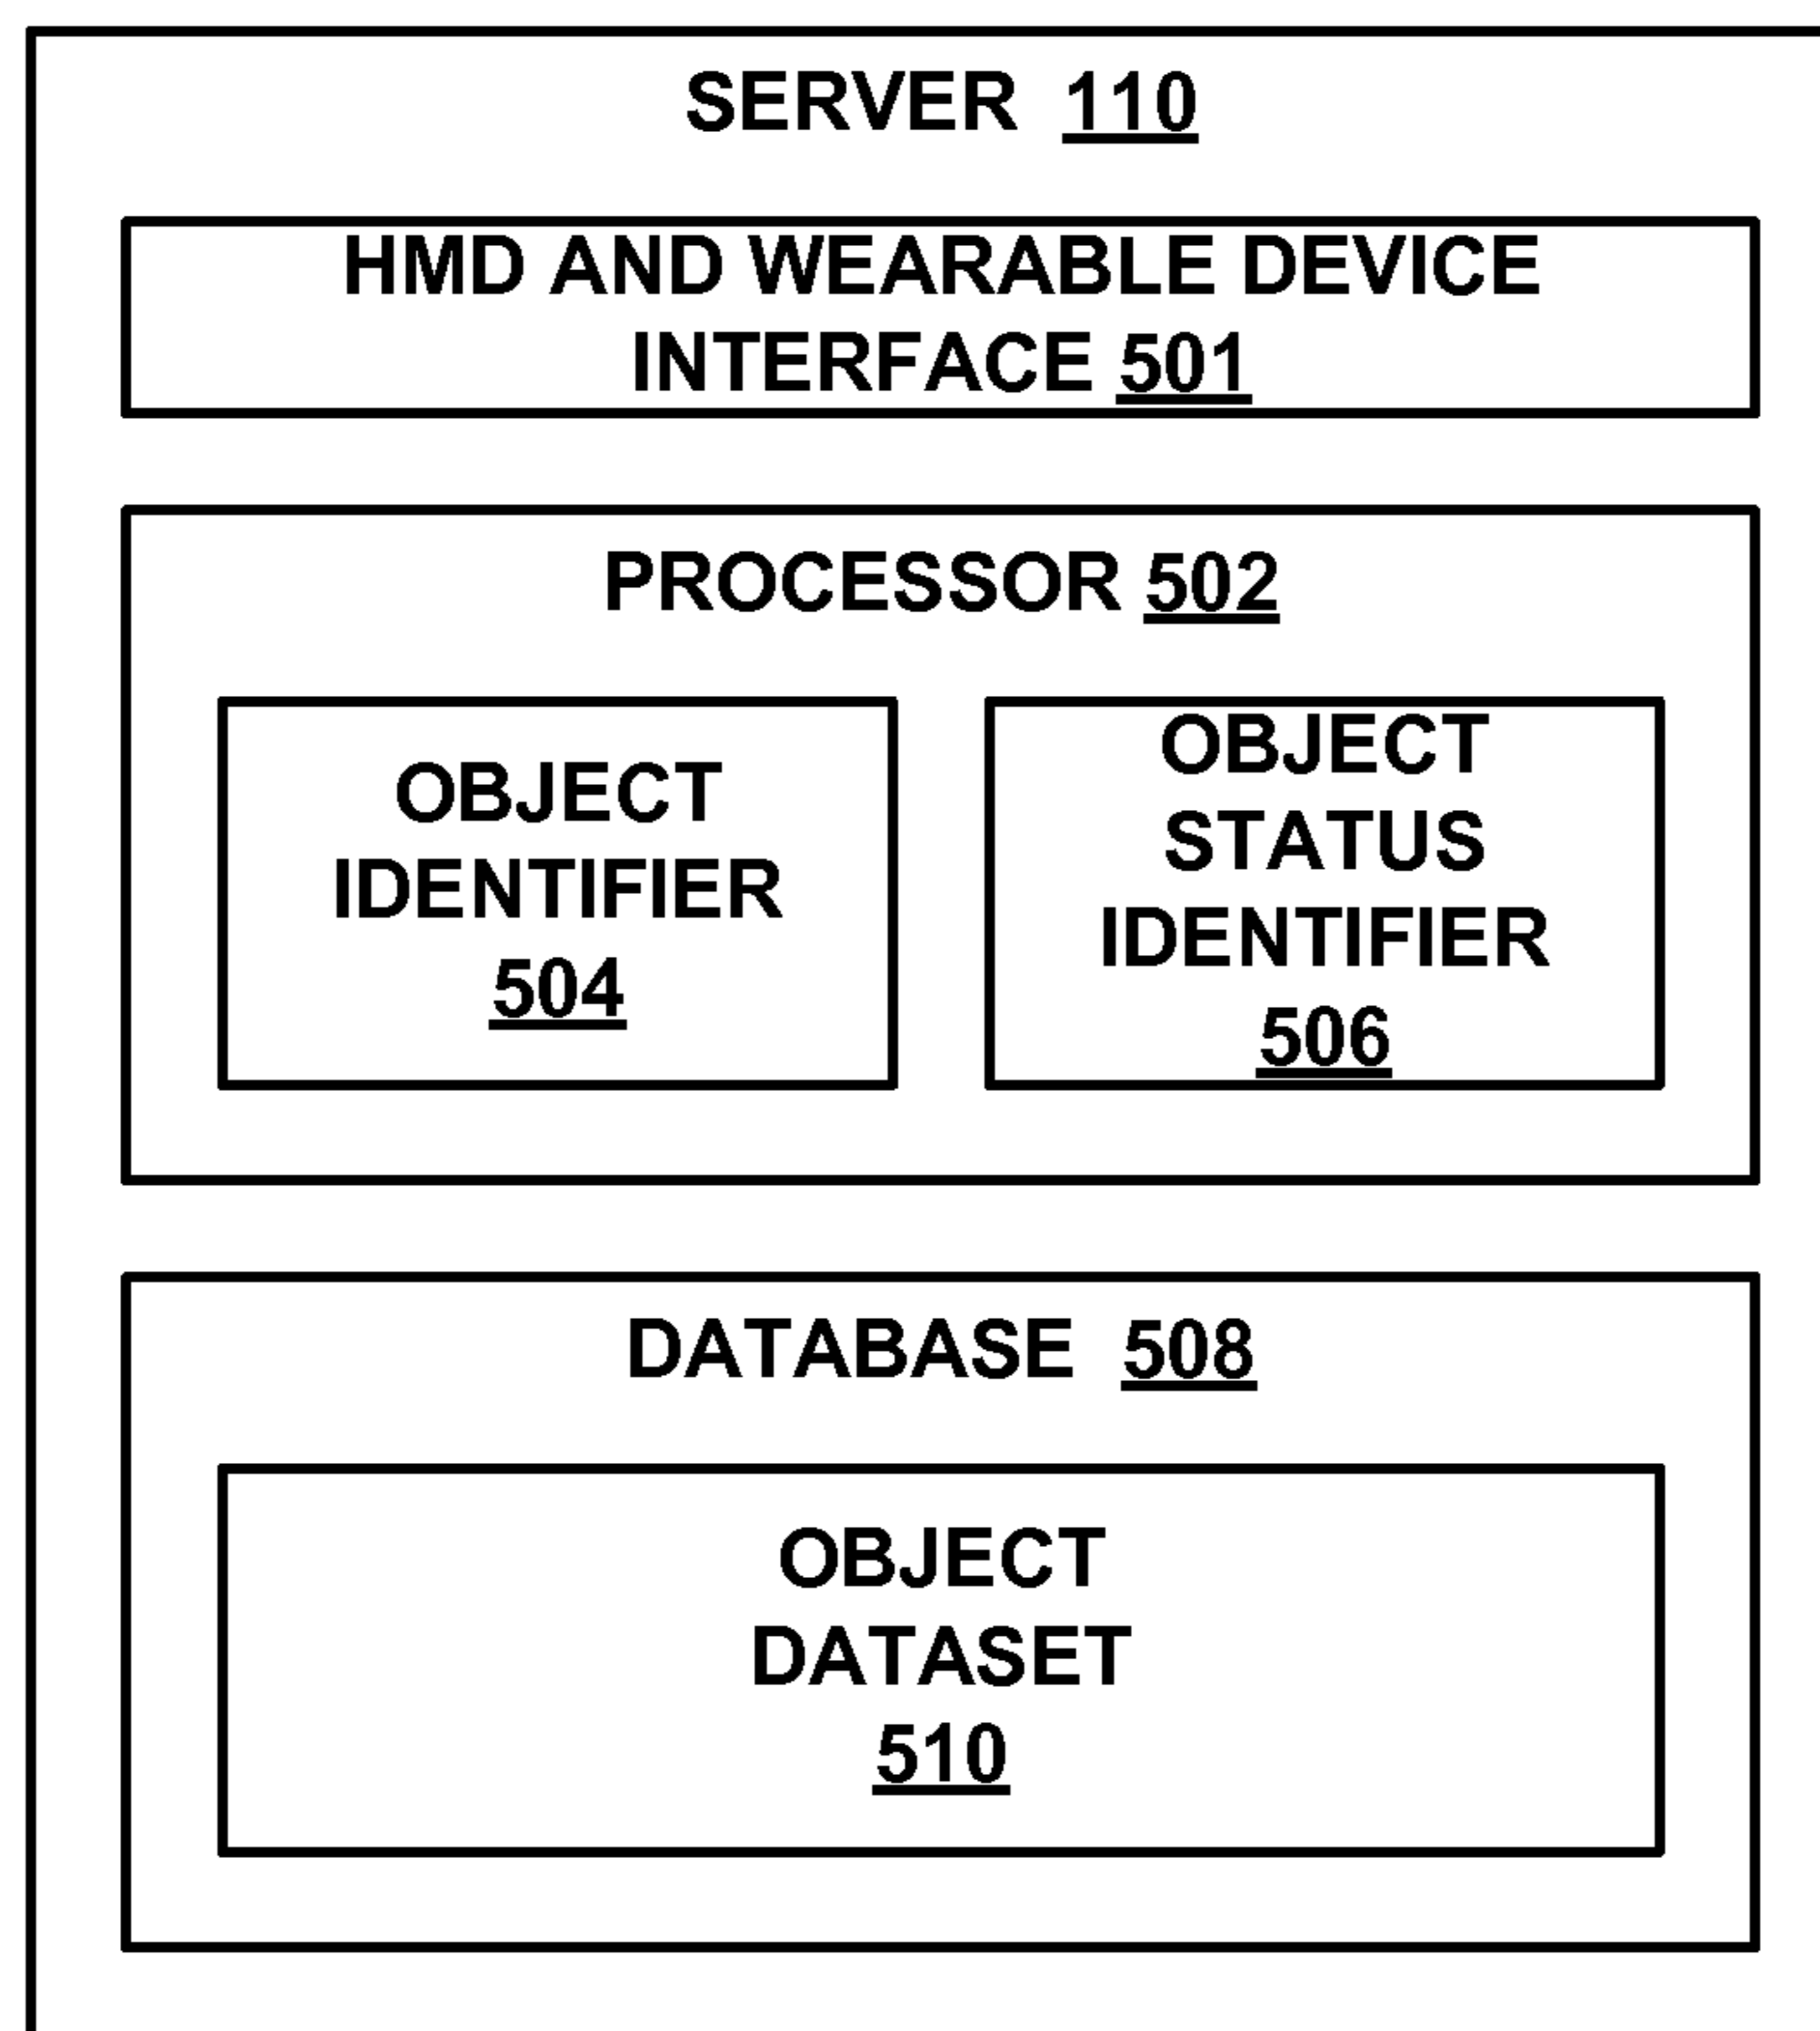 SERVER 110
HMD AND WEARABLE DEVICE
INTERFACE 501
PROCESSOR 502
OBJECT
IDENTIFIER
504
OBJECT
STATUS
IDENTIFIER
506
DATABASE 508
OBJECT
DATASET
510